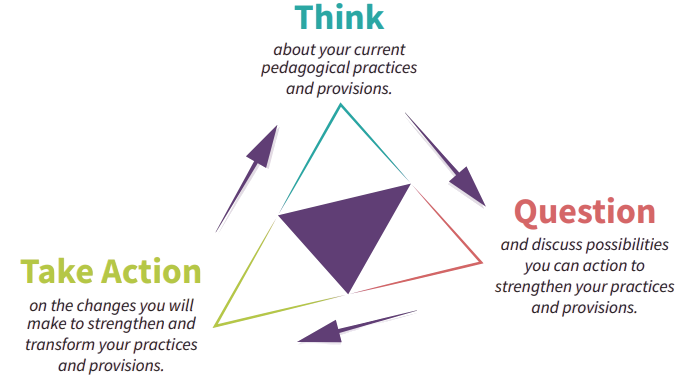 Think
about your current
pedagogical practices
and provisions.
Question
and discuss possibilities
you can action to
strengthen your practices
and provisions.
Take Action
on the changes you will
make to strengthen and
transform your practices
and provisions.